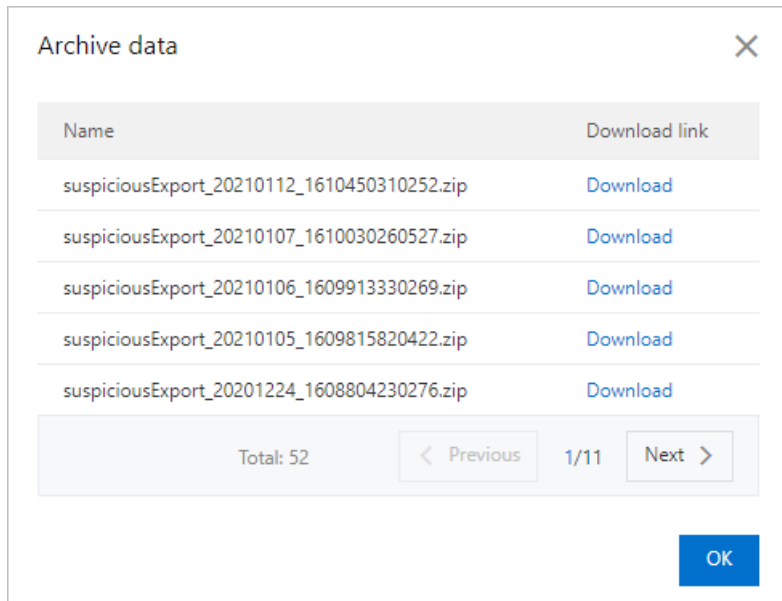 Archive data
Name Download link
suspiciousExport_20210112_1610450310252.zip Download
suspiciousExport_20210107_1610030260527.zip Download
suspiciousExport_20210106_1609913330269.zip Download
suspiciousExport_20210105_1609815820422.zip Download
suspiciousExport_20201224_1608804230276.zip Download
Total: 52 Previous 1/11 Next
OK